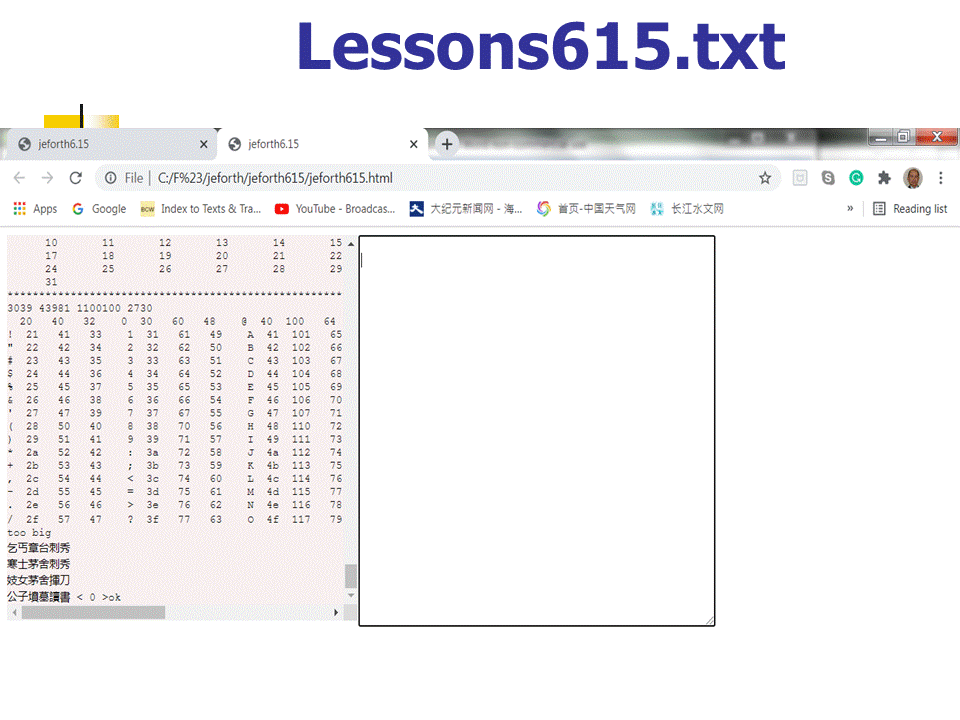 Lessons615.txt
jeforth6.15
jeforth6.15
File | C:/F%23/jeforth/jeforth615/jeforth615.html
Apps Google Index to Texts & Tra... YouTube - Broadcas... 大纪元新闻网 - 海... 首页-中国天气网 长江水文网 » Reading list
10 11 12 13 14 15
17 18 19 20 21 22
24 25 26 27 28 29
31
*****************************************************
3039 43981 1100100 2730
20 40 32 0 30 60 48 @ 40 100 64
! 21 41 33 1 31 61 49 A 41 101 65
" 22 42 34 2 32 62 50 B 42 102 66
# 23 43 35 3 33 63 51 C 43 103 67
$ 24 44 36 4 34 64 52 D 44 104 68
% 25 45 37 5 35 65 53 E 45 105 69
& 26 46 38 6 36 66 54 F 46 106 70
' 27 47 39 7 37 67 55 G 47 107 71
( 28 50 40 8 38 70 56 H 48 110 72
) 29 51 41 9 39 71 57 I 49 111 73
* 2a 52 42 : 3a 72 58 J 4a 112 74
+ 2b 53 43 ; 3b 73 59 K 4b 113 75
, 2c 54 44 < 3c 74 60 L 4c 114 76
- 2d 55 45 = 3d 75 61 M 4d 115 77
. 2e 56 46 > 3e 76 62 N 4e 116 78
/ 2f 57 47 ? 3f 77 63 O 4f 117 79
too big
乞丐章台刺秀
寒士茅舍刺秀
妓女茅舍揮刀
公子墳墓讀書 < 0 >ok